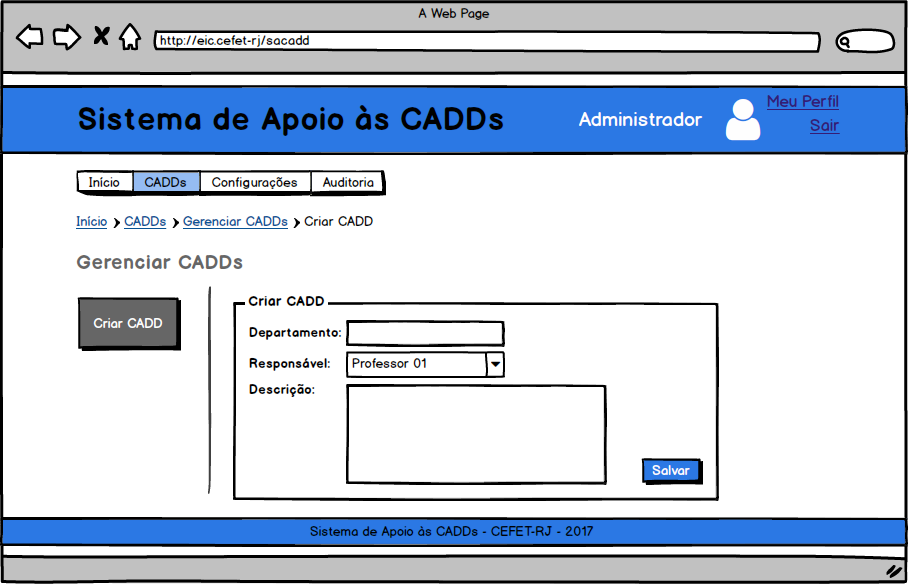 A Web Page
http://eic.cefet-rj/sacadd
Sistema de Apoio às CADDs
Administrador
Meu Perfil
Sair
Início CADDs Configurações Auditoria
Início > CADDs > Gerenciar CADDs > Criar CADD
Gerenciar CADDs
Criar CADD
Criar CADD
Departamento:
Responsável: Professor 01
Descrição:
Salvar
Sistema de Apoio às CADDs - CEFET-RJ - 2017